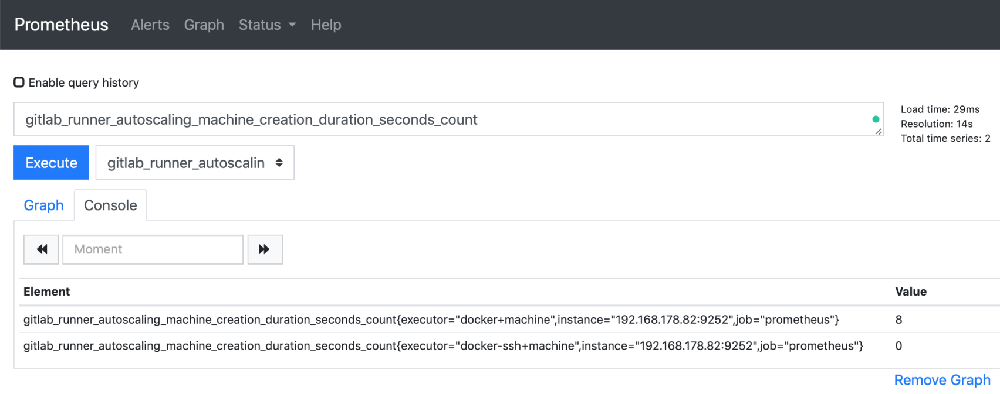 Prometheus Alerts Graph Status Help
Enable query history
gitlab_runner_autoscaling_machine_creation_duration_seconds_count
Load time: 29ms
Resolution: 14s
Total time series: 2
Execute gitlab_runner_autoscalin
Graph Console
Moment
Element Value
gitlab_runner_autoscaling_machine_creation_duration_seconds_count{executor="docker+machine",instance="192.168.178.82:9252",job="prometheus"} 8
gitlab_runner_autoscaling_machine_creation_duration_seconds_count{executor="docker-ssh+machine",instance="192.168.178.82:9252",job="prometheus"} 0
Remove Graph